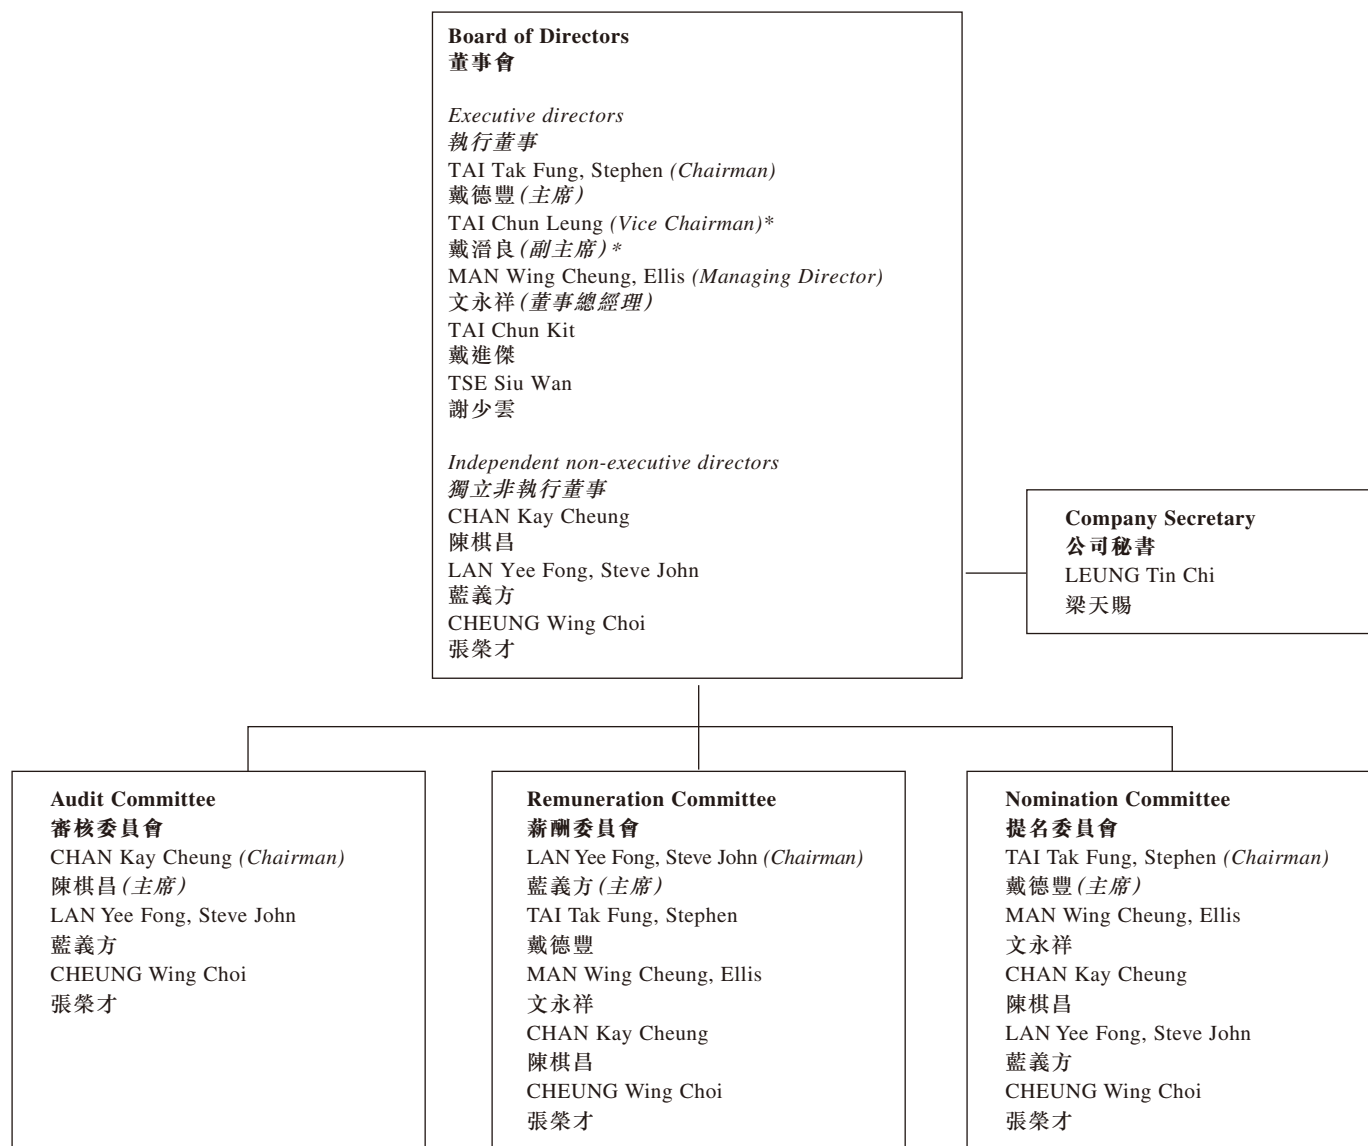 Board of Directors
董事會
Executive directors
執行董事
TAI Tak Fung, Stephen (Chairman)
戴德豐(主席)
TAI Chun Leung (Vice Chairman)*
戴溍良(副主席)*
MAN Wing Cheung, Ellis (Managing Director)
文永祥(董事總經理)
TAI Chun Kit
戴進傑
TSE Siu Wan
謝少雲
Independent non-executive directors
獨立非執行董事
CHAN Kay Cheung
陳棋昌
LAN Yee Fong, Steve John
藍義方
CHEUNG Wing Choi
張榮才
Company Secretary
公司秘書
LEUNG Tin Chi
梁天賜
Audit Committee
審核委員會
CHAN Kay Cheung (Chairman)
陳棋昌(主席)
LAN Yee Fong, Steve John
藍義方
CHEUNG Wing Choi
張榮才
Remuneration Committee
薪酬委員會
LAN Yee Fong, Steve John (Chairman)
藍義方(主席)
TAI Tak Fung, Stephen
戴德豐
MAN Wing Cheung, Ellis
文永祥
CHAN Kay Cheung
陳棋昌
CHEUNG Wing Choi
張榮才
Nomination Committee
提名委員會
TAI Tak Fung, Stephen (Chairman)
戴德豐(主席)
MAN Wing Cheung, Ellis
文永祥
CHAN Kay Cheung
陳棋昌
LAN Yee Fong, Steve John
藍義方
CHEUNG Wing Choi
張榮才